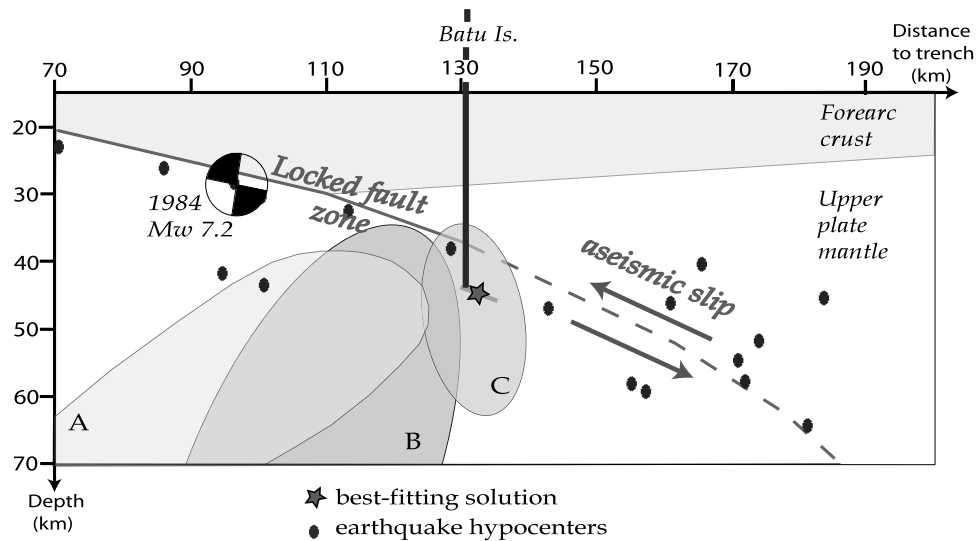 Batu Is.
Distance
to trench
(km)
70 90 110 130 150 170 190
20
30
40
50
60
70
Forearc
crust
Locked fault
zone
1984
Mw 7.2
Upper
plate
mantle
aseismic slip
A
B
C
Depth
(km)
best-fitting solution
earthquake hypocenters